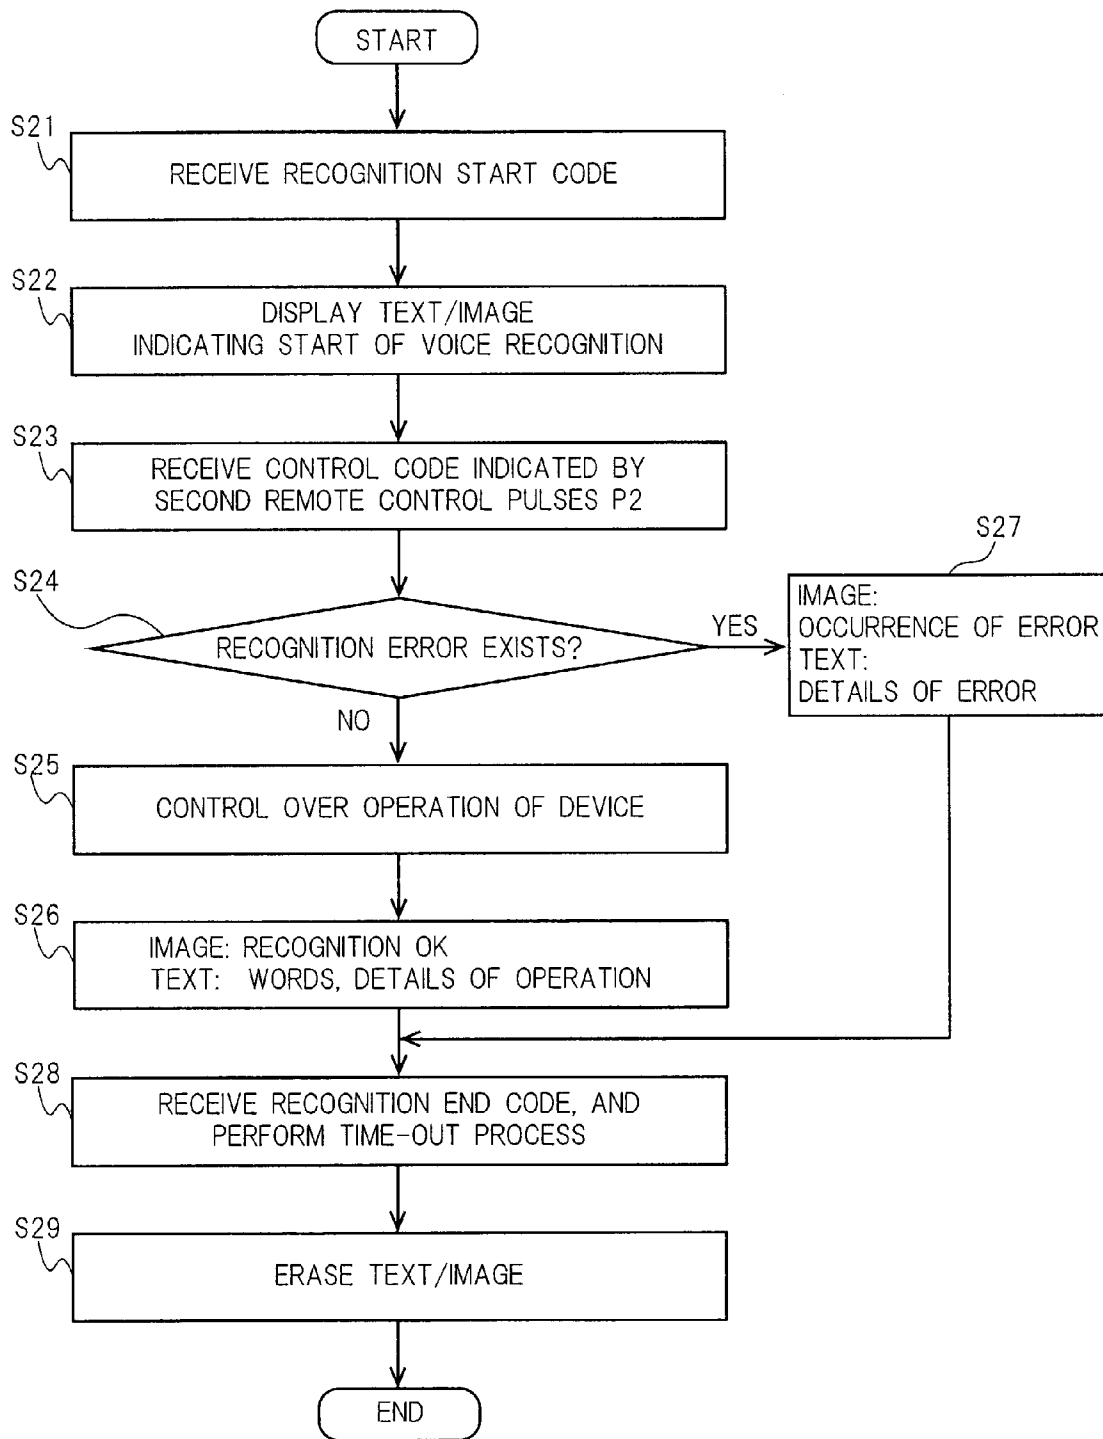 START
S21
RECEIVE RECOGNITION START CODE
S22
DISPLAY TEXT/IMAGE
INDICATING START OF VOICE RECOGNITION
S23
RECEIVE CONTROL CODE INDICATED BY
SECOND REMOTE CONTROL PULSES P2
S24
RECOGNITION ERROR EXISTS?
YES
NO
S27
IMAGE:
OCCURRENCE OF ERROR
TEXT:
DETAILS OF ERROR
S25
CONTROL OVER OPERATION OF DEVICE
S26
IMAGE: RECOGNITION OK
TEXT: WORDS, DETAILS OF OPERATION
S28
RECEIVE RECOGNITION END CODE, AND
PERFORM TIME-OUT PROCESS
S29
ERASE TEXT/IMAGE
END